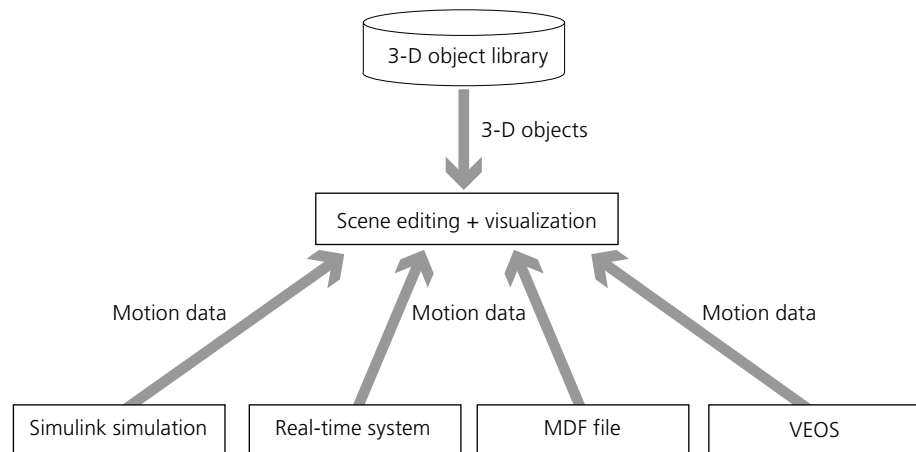 3-D object library
3-D objects
Scene editing + visualization
Motion data
Motion data
Motion data
Simulink simulation
Real-time system
MDF file
VEOS